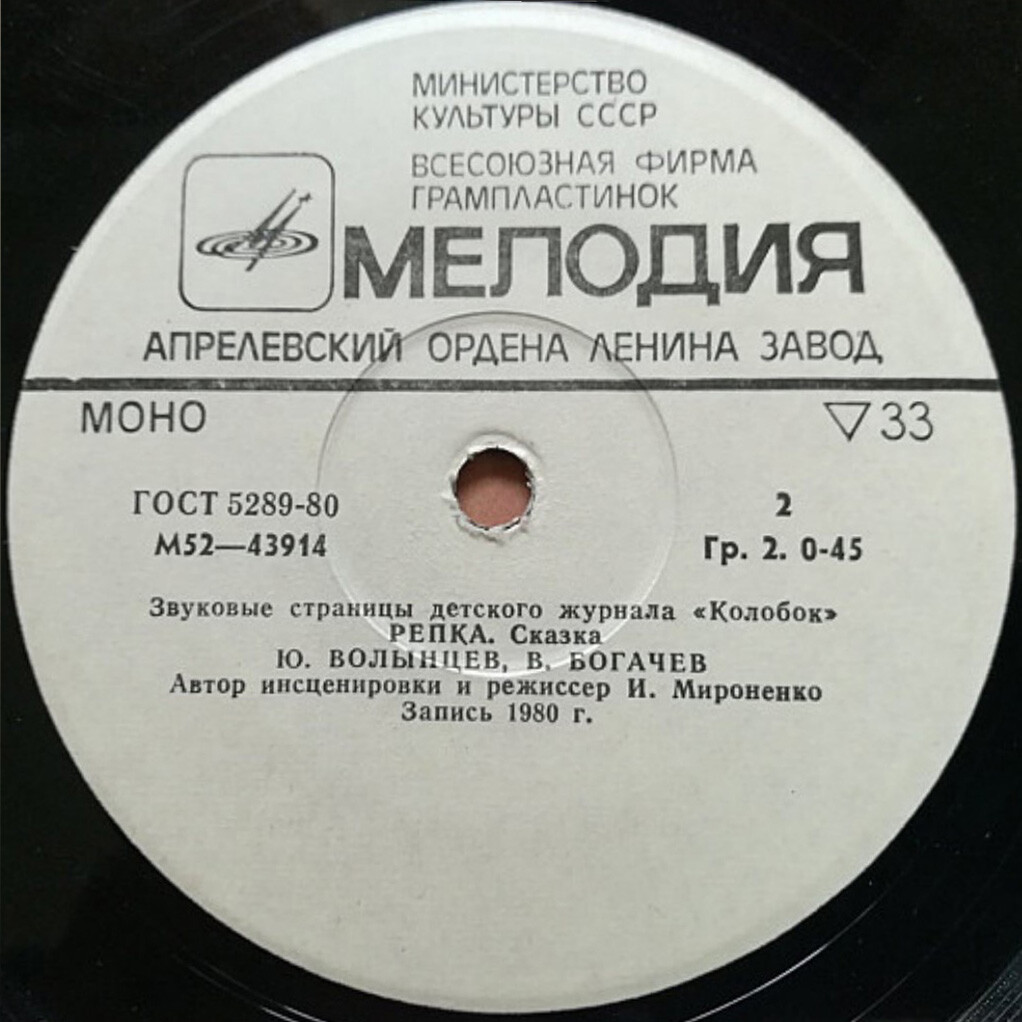 МИНИСТЕРСТВО
КУЛЬТУРЫ СССР
ВСЕСОЮЗНАЯ ФИРМА
ГРАМПЛАСТИНОК
МЕЛОДИЯ
АПРЕЛЕВСКИЙ ОРДЕНА ЛЕНИНА ЗАВОД
МОНО ▽33
ГОСТ 5289-80 2
М52—43914 Гр. 2. 0-45
Звуковые страницы детского журнала «Колобок»
РЕПКА. Сказка
Ю. ВОЛЫНЦЕВ, В. БОГАЧЕВ
Автор инсценировки и режиссер И. Мироненко
Запись 1980 г.